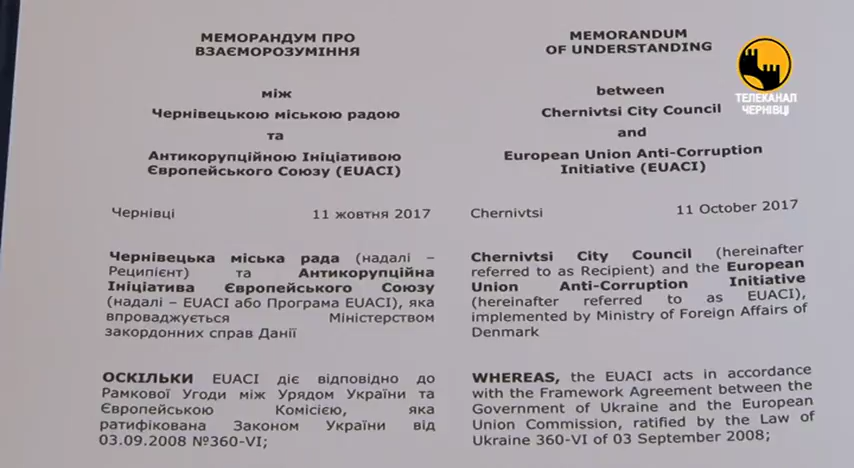 МЕМОРАНДУМ ПРО
ВЗАЄМОРОЗУМІННЯ
між
Чернівецькою міською радою
та
Антикорупційною Ініціативою
Європейського Союзу (EUACI)
Чернівці 11 жовтня 2017
Чернівецька міська рада (надалі –
Реципієнт) та Антикорупційна
Ініціатива Європейського Союзу
(надалі – EUACI або Програма EUACI), яка
впроваджується Міністерством
закордонних справ Данії
ОСКІЛЬКИ EUACI діє відповідно до
Рамкової Угоди між Урядом України та
Європейською Комісією, яка
ратифікована Законом України від
03.09.2008 №360-VI;
MEMORANDUM
OF UNDERSTANDING
between
Chernivtsi City Council
and
European Union Anti-Corruption
Initiative (EUACI)
Chernivtsi 11 October 2017
Chernivtsi City Council (hereinafter
referred to as Recipient) and the European
Union Anti-Corruption Initiative
(hereinafter referred to as EUACI),
implemented by Ministry of Foreign Affairs of
Denmark
WHEREAS, the EUACI acts in accordance
with the Framework Agreement between the
Government of Ukraine and the European
Union Commission, ratified by the Law of
Ukraine 360-VI of 03 September 2008;
ТЕЛЕКАНАЛ
ЧЕРНІВЦІ